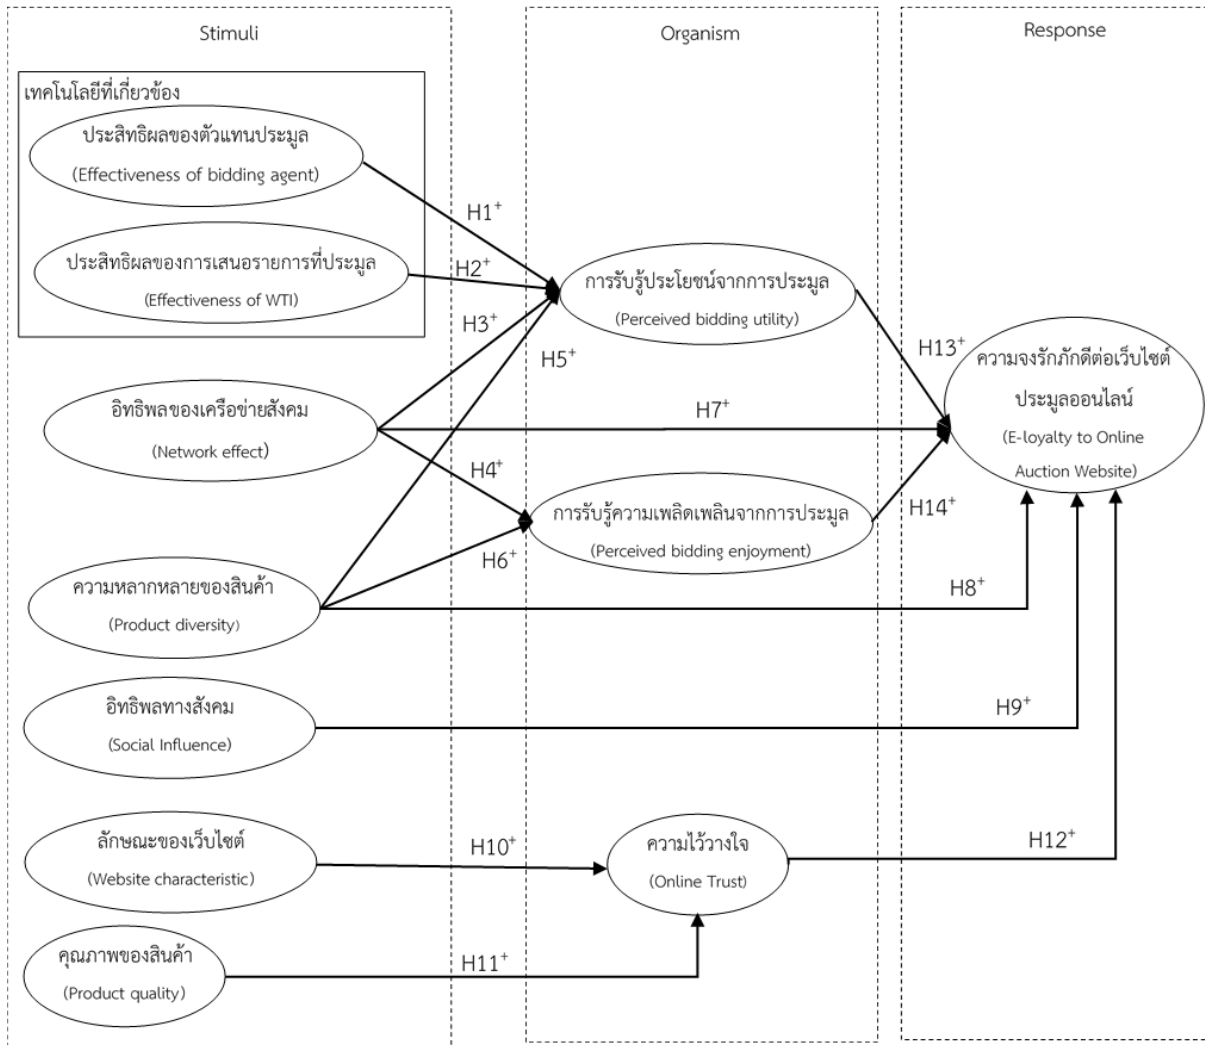 Stimuli
Organism
Response
เทคโนโลยีที่เกี่ยวข้อง
ประสิทธิผลของตัวแทนประมูล
(Effectiveness of bidding agent)
H1+
ประสิทธิผลของการเสนอรายการที่ประมูล
(Effectiveness of WTI)
H2+
การรับรู้ประโยชน์จากการประมูล
(Perceived bidding utility)
H3+
H5+
H13+
ความจงรักภักดีต่อเว็บไซต์
ประมูลออนไลน์
(E-loyalty to Online
Auction Website)
อิทธิพลของเครือข่ายสังคม
(Network effect)
H7+
H4+
การรับรู้ความเพลิดเพลินจากการประมูล
(Perceived bidding enjoyment)
H14+
H6+
ความหลากหลายของสินค้า
(Product diversity)
H8+
อิทธิพลทางสังคม
(Social Influence)
H9+
ลักษณะของเว็บไซต์
(Website characteristic)
H10+
ความไว้วางใจ
(Online Trust)
H12+
คุณภาพของสินค้า
(Product quality)
H11+